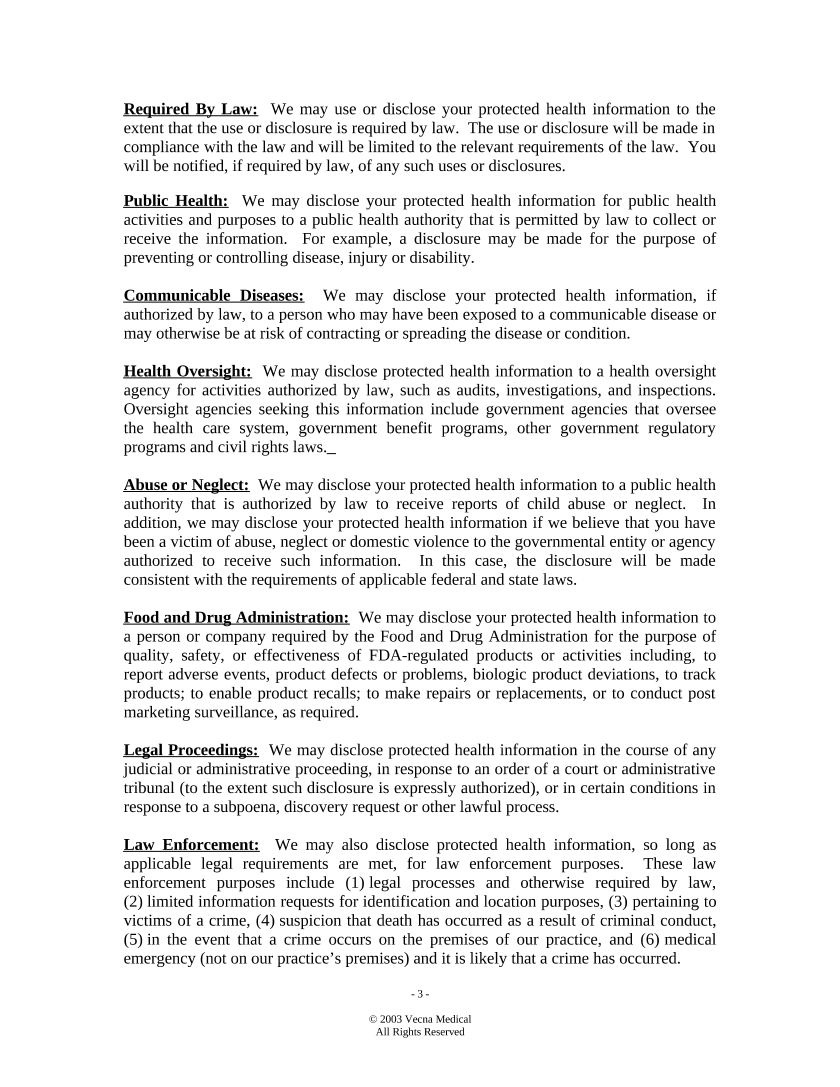 Required By Law: We may use or disclose your protected health information to the
extent that the use or disclosure is required by law. The use or disclosure will be made in
compliance with the law and will be limited to the relevant requirements of the law. You
will be notified, if required by law, of any such uses or disclosures.
Public Health: We may disclose your protected health information for public health
activities and purposes to a public health authority that is permitted by law to collect or
receive the information. For example, a disclosure may be made for the purpose of
preventing or controlling disease, injury or disability.
Communicable Diseases: We may disclose your protected health information, if
authorized by law, to a person who may have been exposed to a communicable disease or
may otherwise be at risk of contracting or spreading the disease or condition.
Health Oversight: We may disclose protected health information to a health oversight
agency for activities authorized by law, such as audits, investigations, and inspections.
Oversight agencies seeking this information include government agencies that oversee
the health care system, government benefit programs, other government regulatory
programs and civil rights laws._
Abuse or Neglect: We may disclose your protected health information to a public health
authority that is authorized by law to receive reports of child abuse or neglect. In
addition, we may disclose your protected health information if we believe that you have
been a victim of abuse, neglect or domestic violence to the governmental entity or agency
authorized to receive such information. In this case, the disclosure will be made
consistent with the requirements of applicable federal and state laws.
Food and Drug Administration: We may disclose your protected health information to
a person or company required by the Food and Drug Administration for the purpose of
quality, safety, or effectiveness of FDA-regulated products or activities including, to
report adverse events, product defects or problems, biologic product deviations, to track
products; to enable product recalls; to make repairs or replacements, or to conduct post
marketing surveillance, as required.
Legal Proceedings: We may disclose protected health information in the course of any
judicial or administrative proceeding, in response to an order of a court or administrative
tribunal (to the extent such disclosure is expressly authorized), or in certain conditions in
response to a subpoena, discovery request or other lawful process.
Law Enforcement: We may also disclose protected health information, so long as
applicable legal requirements are met, for law enforcement purposes. These law
enforcement purposes include (1) legal processes and otherwise required by law,
(2) limited information requests for identification and location purposes, (3) pertaining to
victims of a crime, (4) suspicion that death has occurred as a result of criminal conduct,
(5) in the event that a crime occurs on the premises of our practice, and (6) medical
emergency (not on our practice’s premises) and it is likely that a crime has occurred.
- 3 -
© 2003 Vecna Medical
All Rights Reserved